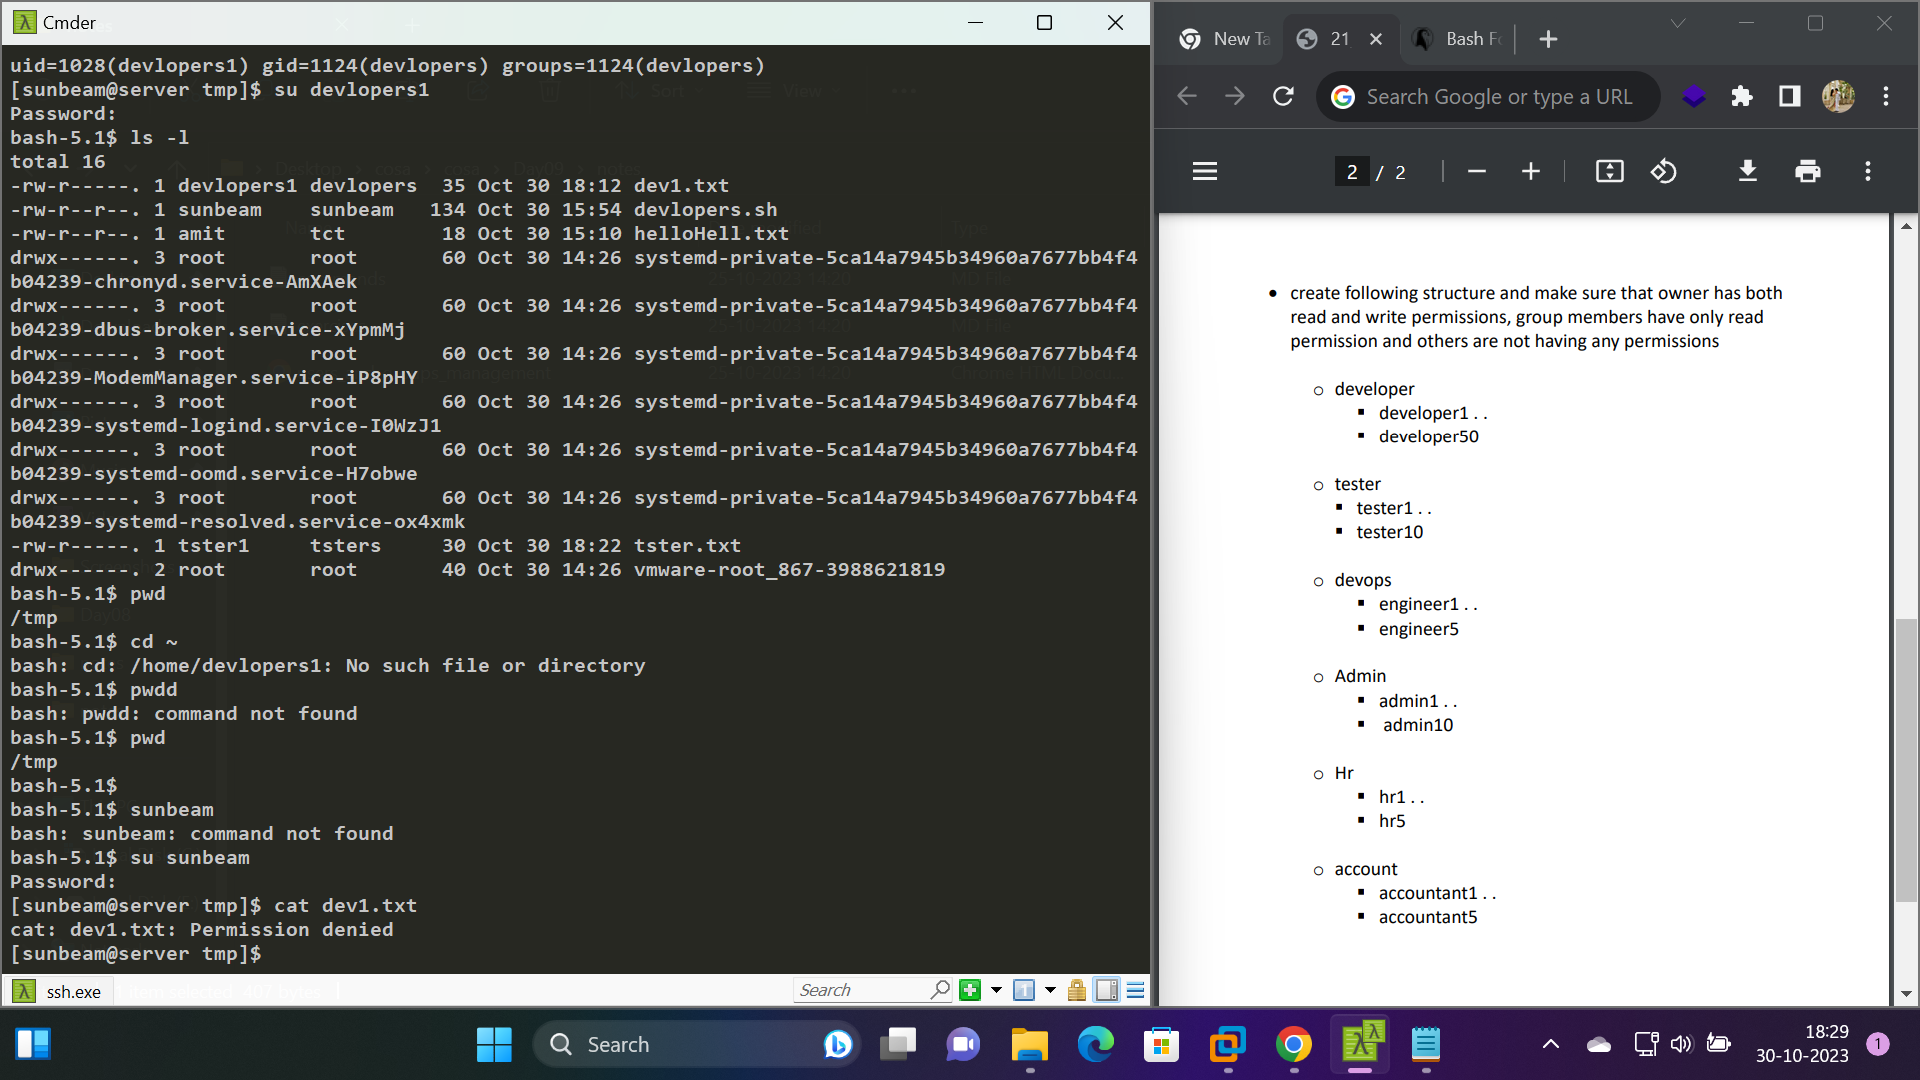 Cmder
uid=1028(devlopers1) gid=1124(devlopers) groups=1124(devlopers)
[sunbeam@server tmp]$ su devlopers1
Password:
bash-5.1$ ls -l
total 16
-rw-r-----. 1 devlopers1 devlopers  35 Oct 30 18:12 dev1.txt
-rw-r--r--. 1 sunbeam    sunbeam   134 Oct 30 15:54 devlopers.sh
-rw-r--r--. 1 amit       tct        18 Oct 30 15:10 helloHell.txt
drwx------. 3 root       root       60 Oct 30 14:26 systemd-private-5ca14a7945b34960a7677bb4f4
b04239-chronyd.service-AmXAek
drwx------. 3 root       root       60 Oct 30 14:26 systemd-private-5ca14a7945b34960a7677bb4f4
b04239-dbus-broker.service-xYpmMj
drwx------. 3 root       root       60 Oct 30 14:26 systemd-private-5ca14a7945b34960a7677bb4f4
b04239-ModemManager.service-iP8pHY
drwx------. 3 root       root       60 Oct 30 14:26 systemd-private-5ca14a7945b34960a7677bb4f4
b04239-systemd-logind.service-I0WzJ1
drwx------. 3 root       root       60 Oct 30 14:26 systemd-private-5ca14a7945b34960a7677bb4f4
b04239-systemd-oomd.service-H7obwe
drwx------. 3 root       root       60 Oct 30 14:26 systemd-private-5ca14a7945b34960a7677bb4f4
b04239-systemd-resolved.service-ox4xmk
-rw-r-----. 1 tster1     tsters     30 Oct 30 18:22 tster.txt
drwx------. 2 root       root       40 Oct 30 14:26 vmware-root_867-3988621819
bash-5.1$ pwd
/tmp
bash-5.1$ cd ~
bash: cd: /home/devlopers1: No such file or directory
bash-5.1$ pwdd
bash: pwdd: command not found
bash-5.1$ pwd
/tmp
bash-5.1$
bash-5.1$ sunbeam
bash: sunbeam: command not found
bash-5.1$ su sunbeam
Password:
[sunbeam@server tmp]$ cat dev1.txt
cat: dev1.txt: Permission denied
[sunbeam@server tmp]$
ssh.exe
Search
1
New Ta
21
Bash Fo
Search Google or type a URL
2 / 2
• create following structure and make sure that owner has both
read and write permissions, group members have only read
permission and others are not having any permissions
o developer
▪ developer1 . .
▪ developer50
o tester
▪ tester1 . .
▪ tester10
o devops
▪ engineer1 . .
▪ engineer5
o Admin
▪ admin1 . .
▪ admin10
o Hr
▪ hr1 . .
▪ hr5
o account
▪ accountant1 . .
▪ accountant5
Search
18:29
30-10-2023
1